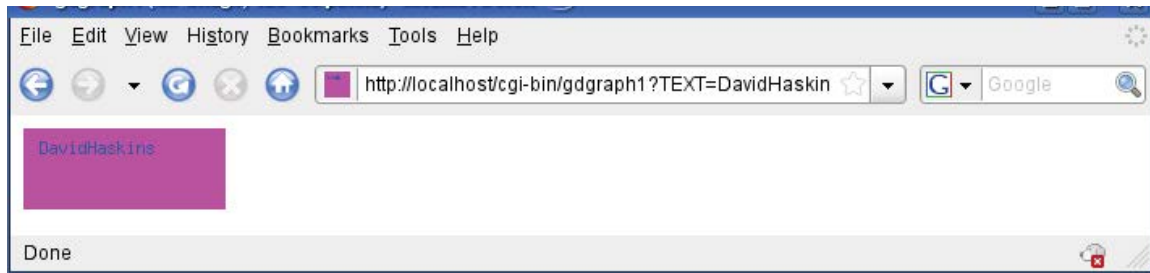 File Edit View History Bookmarks Tools Help
http://localhost/cgi-bin/gdgraph1?TEXT=DavidHaskin
G Google
DavidHaskins
Done